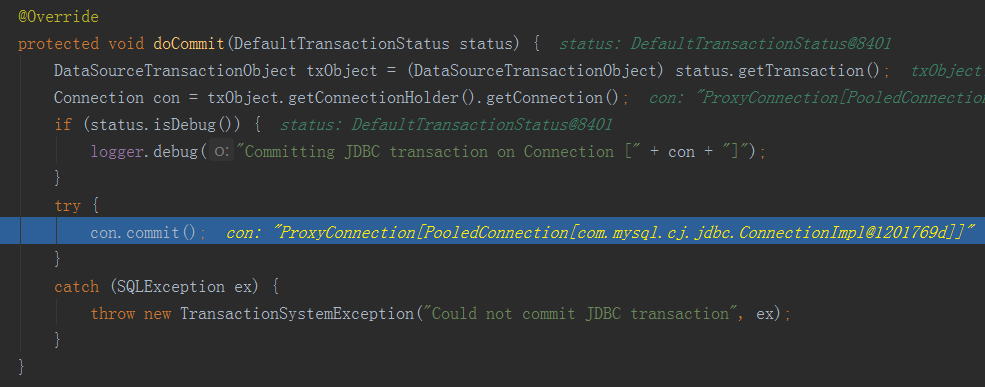 @Override
protected void doCommit(DefaultTransactionStatus status) { status: DefaultTransactionStatus@8401
DataSourceTransactionObject txObject = (DataSourceTransactionObject) status.getTransaction(); txObject
Connection con = txObject.getConnectionHolder().getConnection(); con: "ProxyConnection[PooledConnection
if (status.isDebug()) { status: DefaultTransactionStatus@8401
logger.debug( o: "Committing JDBC transaction on Connection [" + con + "]");
}
try {
con.commit(); con: "ProxyConnection[PooledConnection[com.mysql.cj.jdbc.ConnectionImpl@1201769d]]"
}
catch (SQLException ex) {
throw new TransactionSystemException("Could not commit JDBC transaction", ex);
}
}